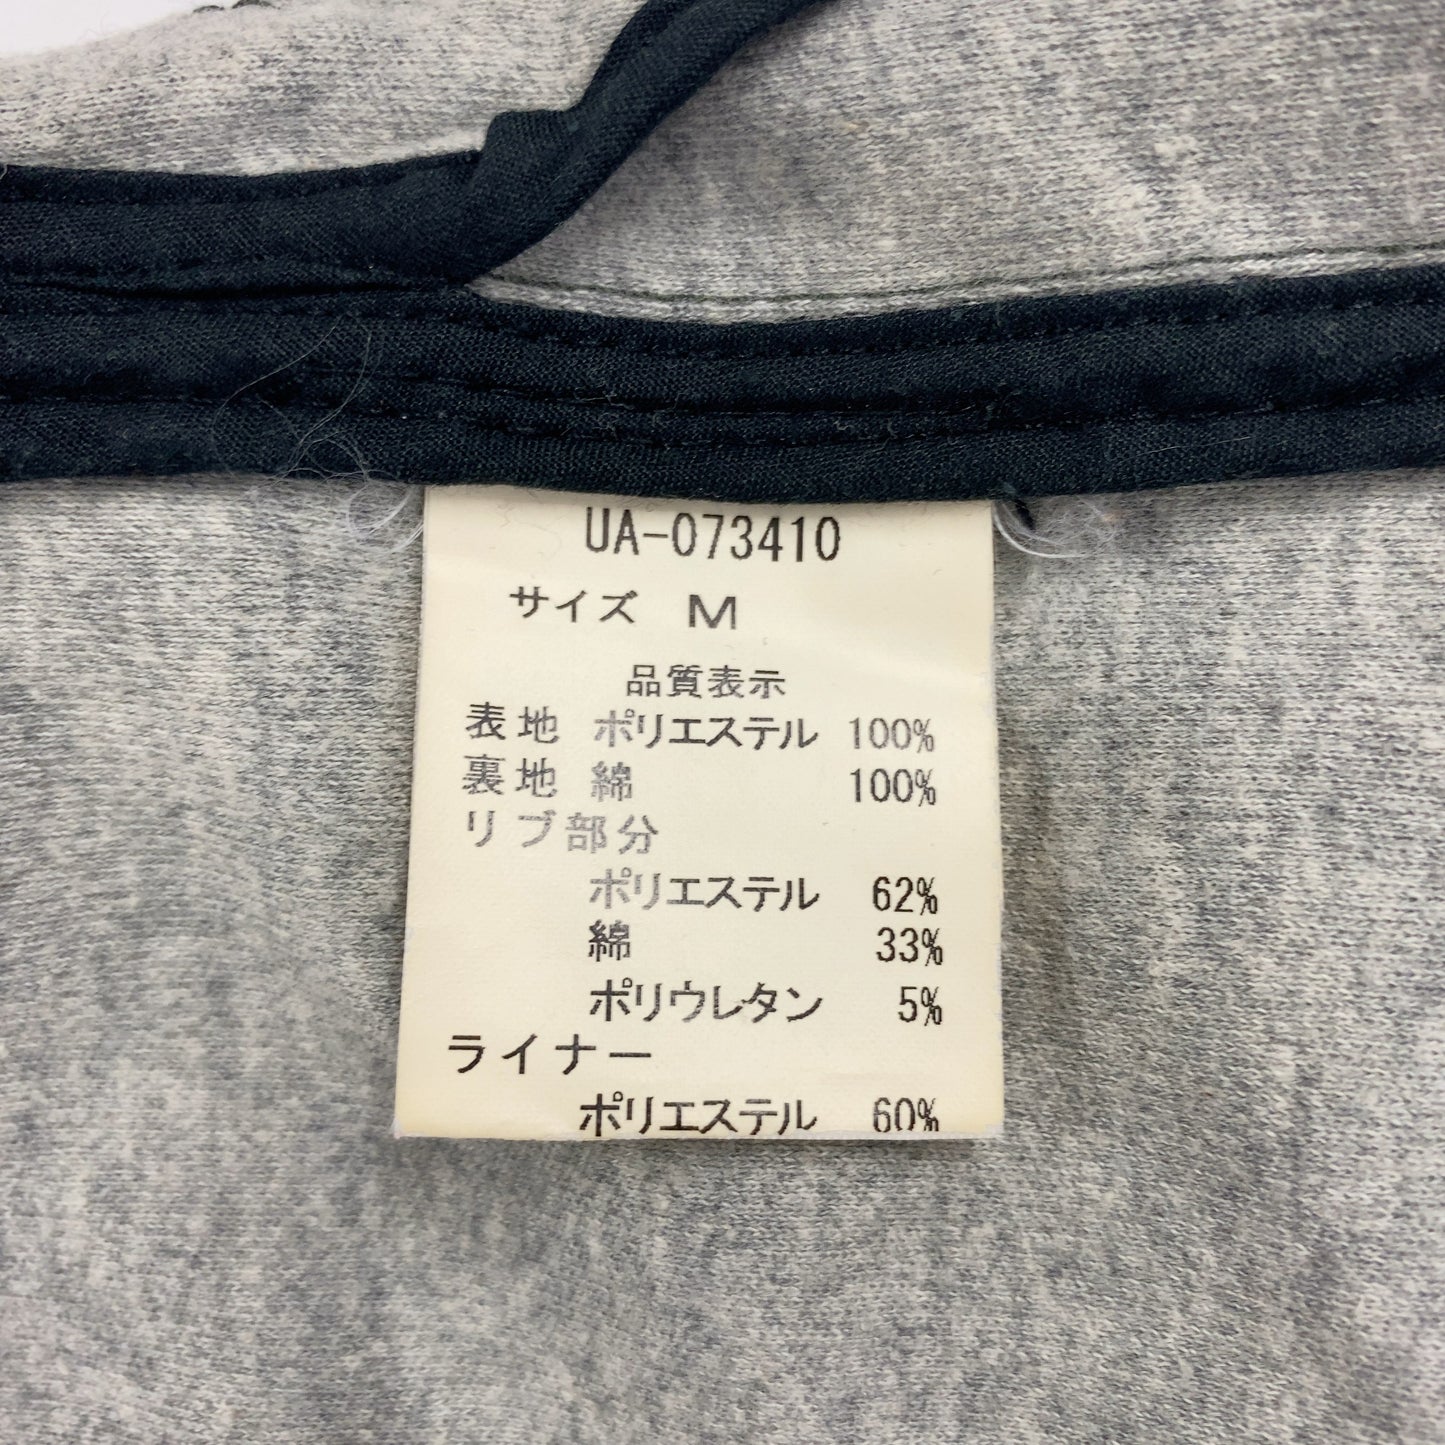 UA-073410
サイズ M
品質表示
表地 ポリエステル 100%
裏地 綿 100%
リブ部分
ポリエステル 62%
綿 33%
ポリウレタン 5%
ライナー
ポリエステル 60%